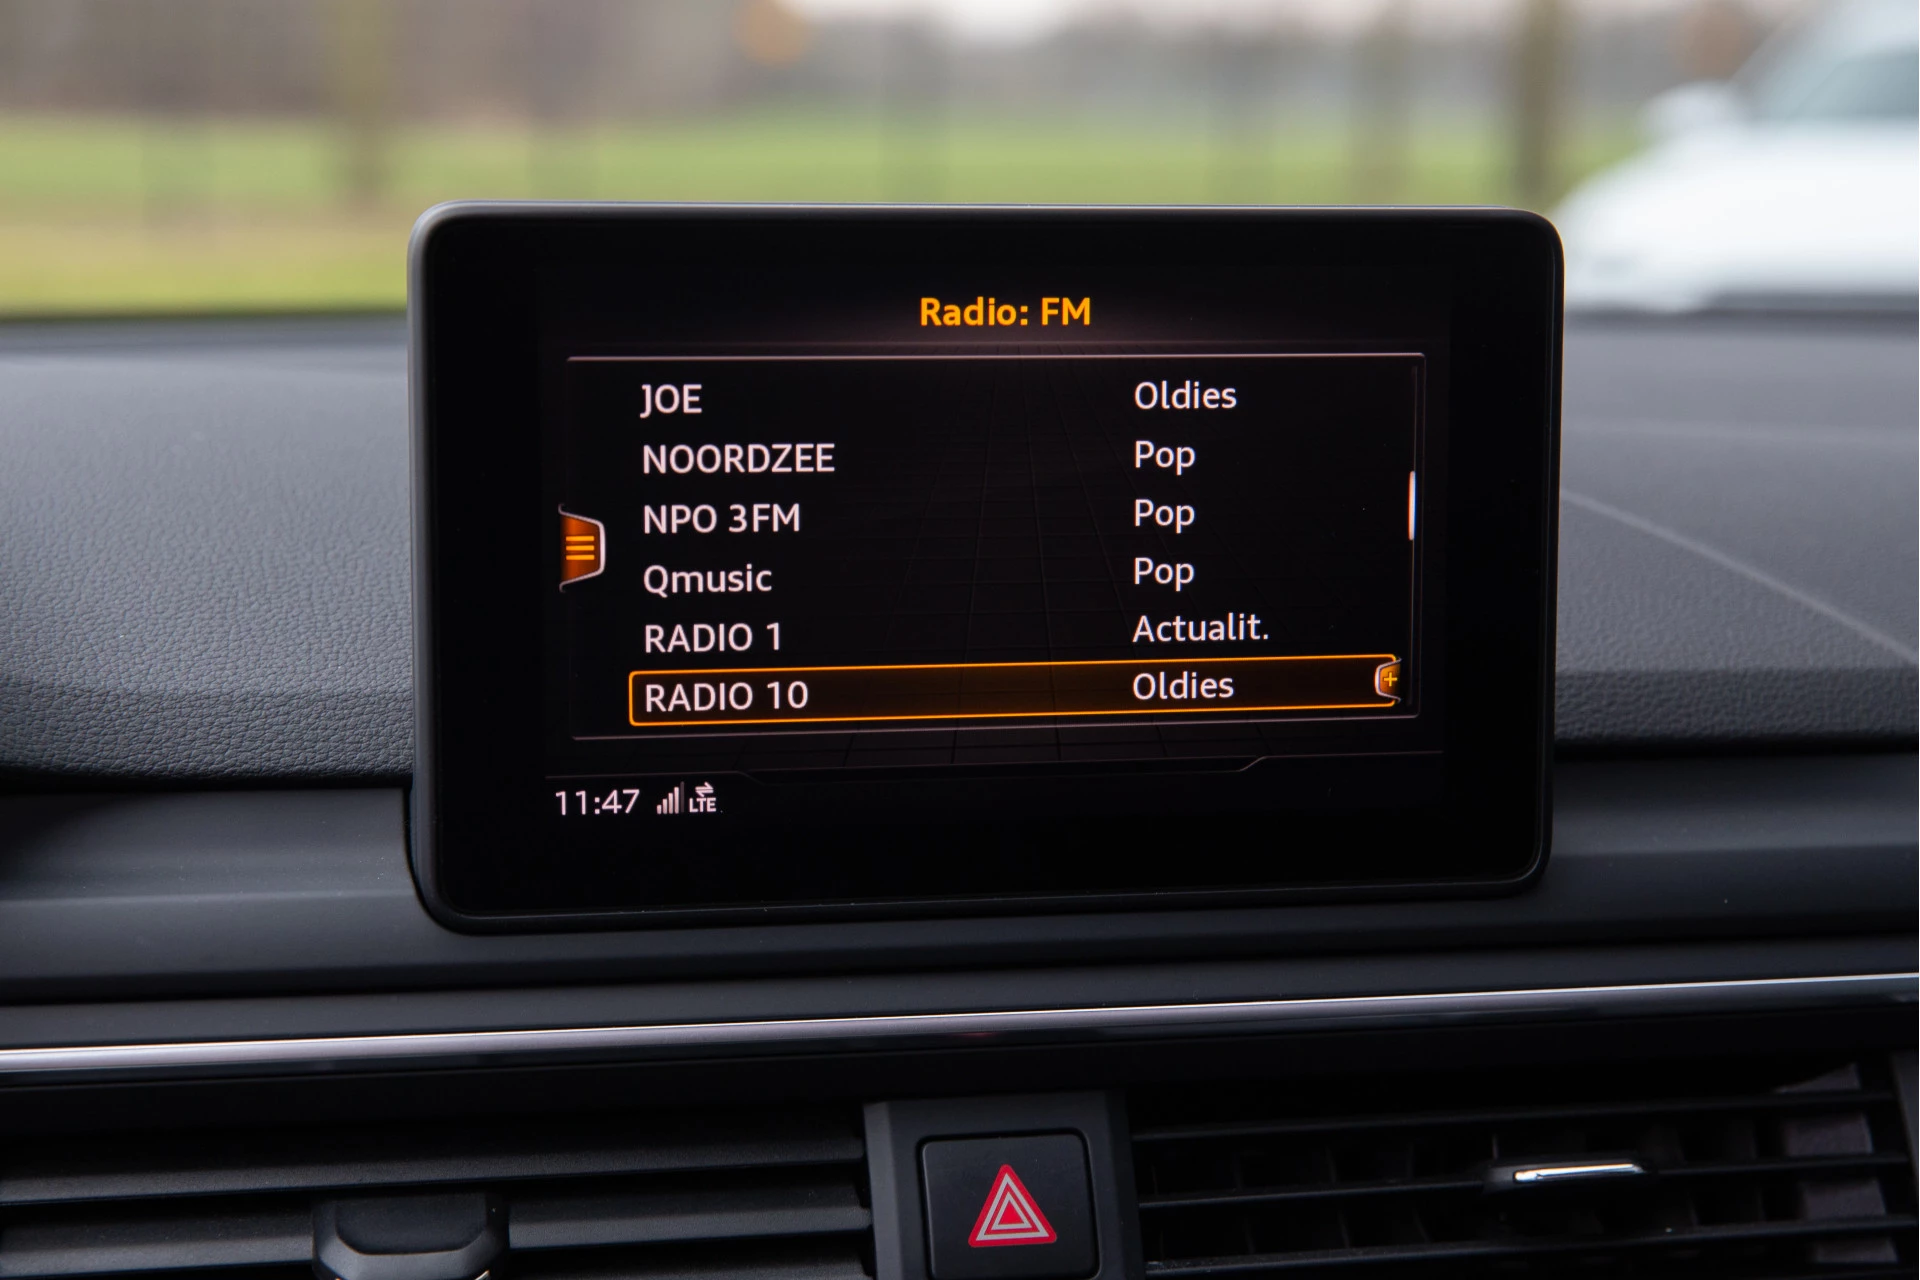 Radio: FM
JOE Oldies
NOORDZEE Pop
NPO 3FM Pop
Qmusic Pop
RADIO 1 Actualit.
RADIO 10 Oldies
11:47 LTE